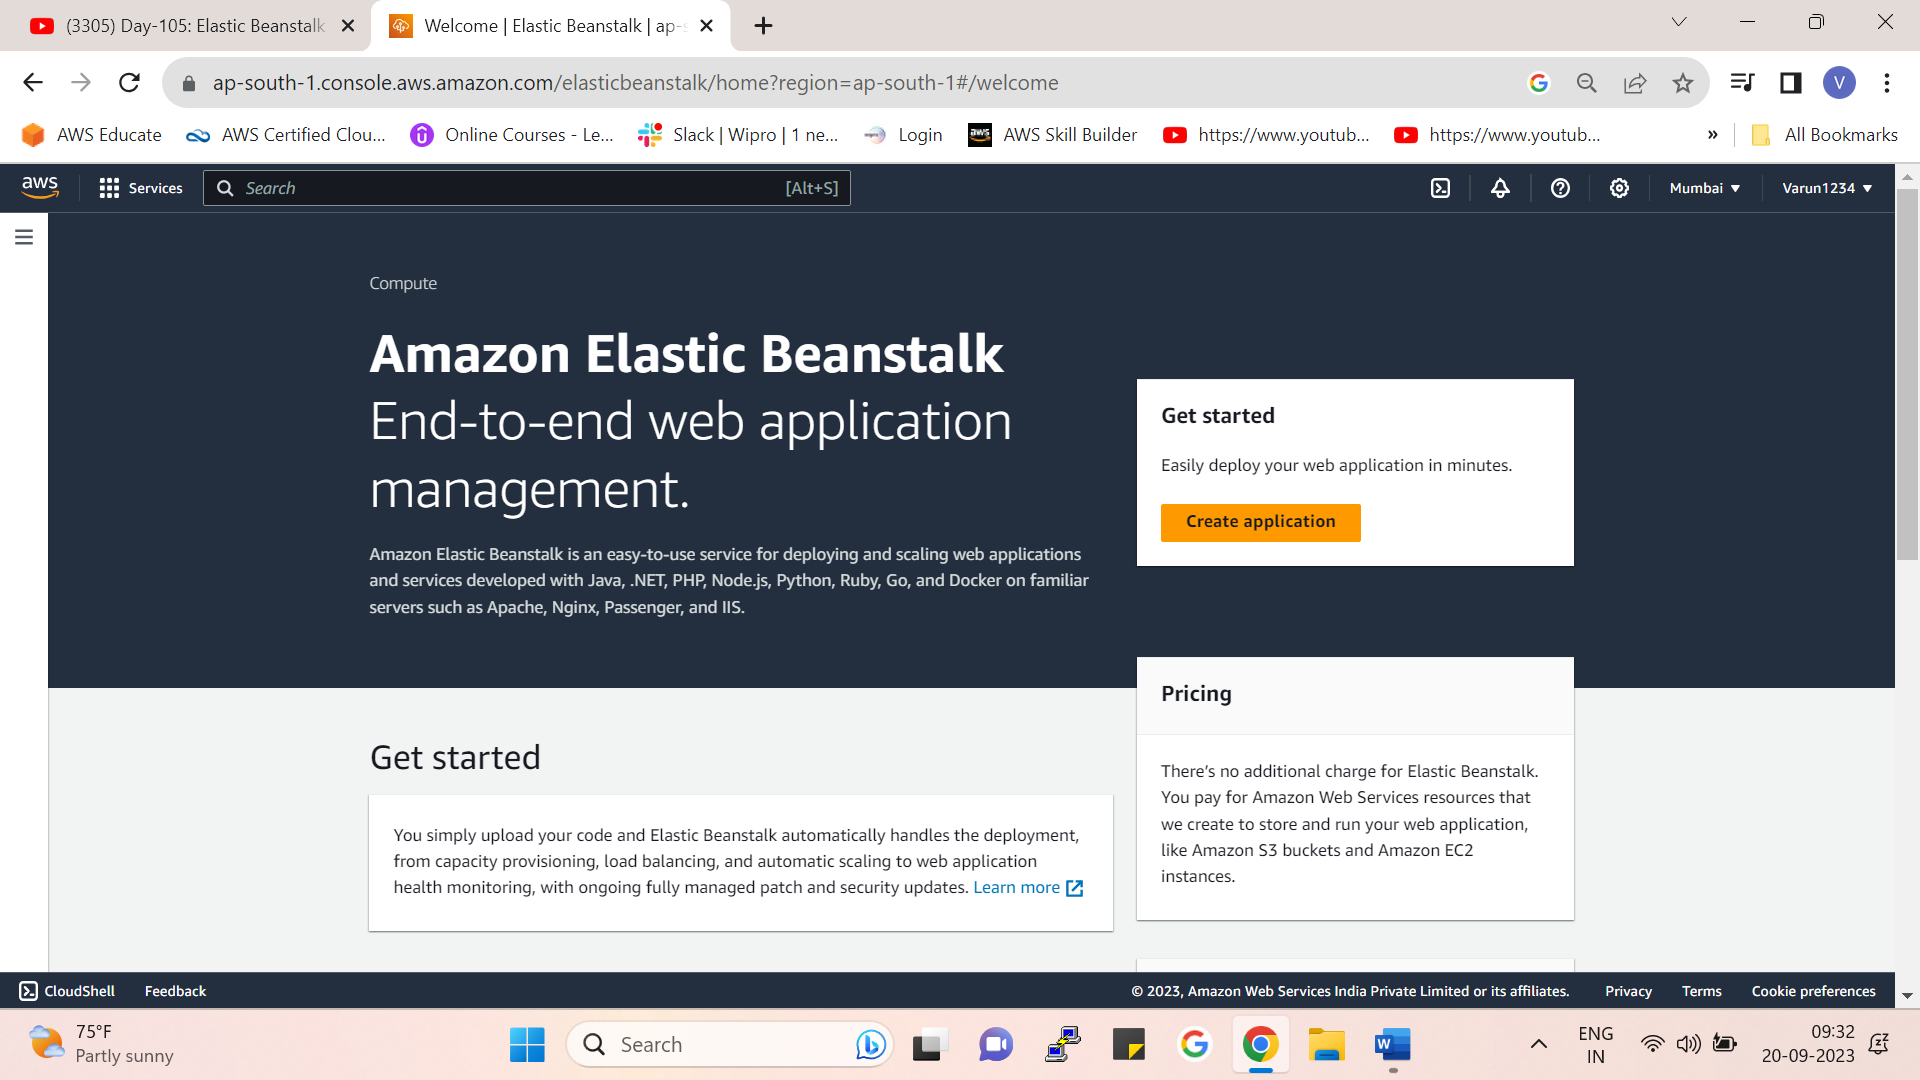 (3305) Day-105: Elastic Beanstalk
Welcome | Elastic Beanstalk | ap-s
ap-south-1.console.aws.amazon.com/elasticbeanstalk/home?region=ap-south-1#/welcome
V
AWS Educate
AWS Certified Clou...
Online Courses - Le...
Slack | Wipro | 1 ne...
Login
AWS Skill Builder
https://www.youtub...
https://www.youtub...
»
All Bookmarks
aws
Services
Search
[Alt+S]
Mumbai
Varun1234
Compute
Amazon Elastic Beanstalk
End-to-end web application
management.
Amazon Elastic Beanstalk is an easy-to-use service for deploying and scaling web applications
and services developed with Java, .NET, PHP, Node.js, Python, Ruby, Go, and Docker on familiar
servers such as Apache, Nginx, Passenger, and IIS.
Get started
Easily deploy your web application in minutes.
Create application
Pricing
There's no additional charge for Elastic Beanstalk.
You pay for Amazon Web Services resources that
we create to store and run your web application,
like Amazon S3 buckets and Amazon EC2
instances.
Get started
You simply upload your code and Elastic Beanstalk automatically handles the deployment,
from capacity provisioning, load balancing, and automatic scaling to web application
health monitoring, with ongoing fully managed patch and security updates. Learn more
CloudShell
Feedback
© 2023, Amazon Web Services India Private Limited or its affiliates.
Privacy
Terms
Cookie preferences
75°F
Partly sunny
Search
ENG
IN
09:32
20-09-2023